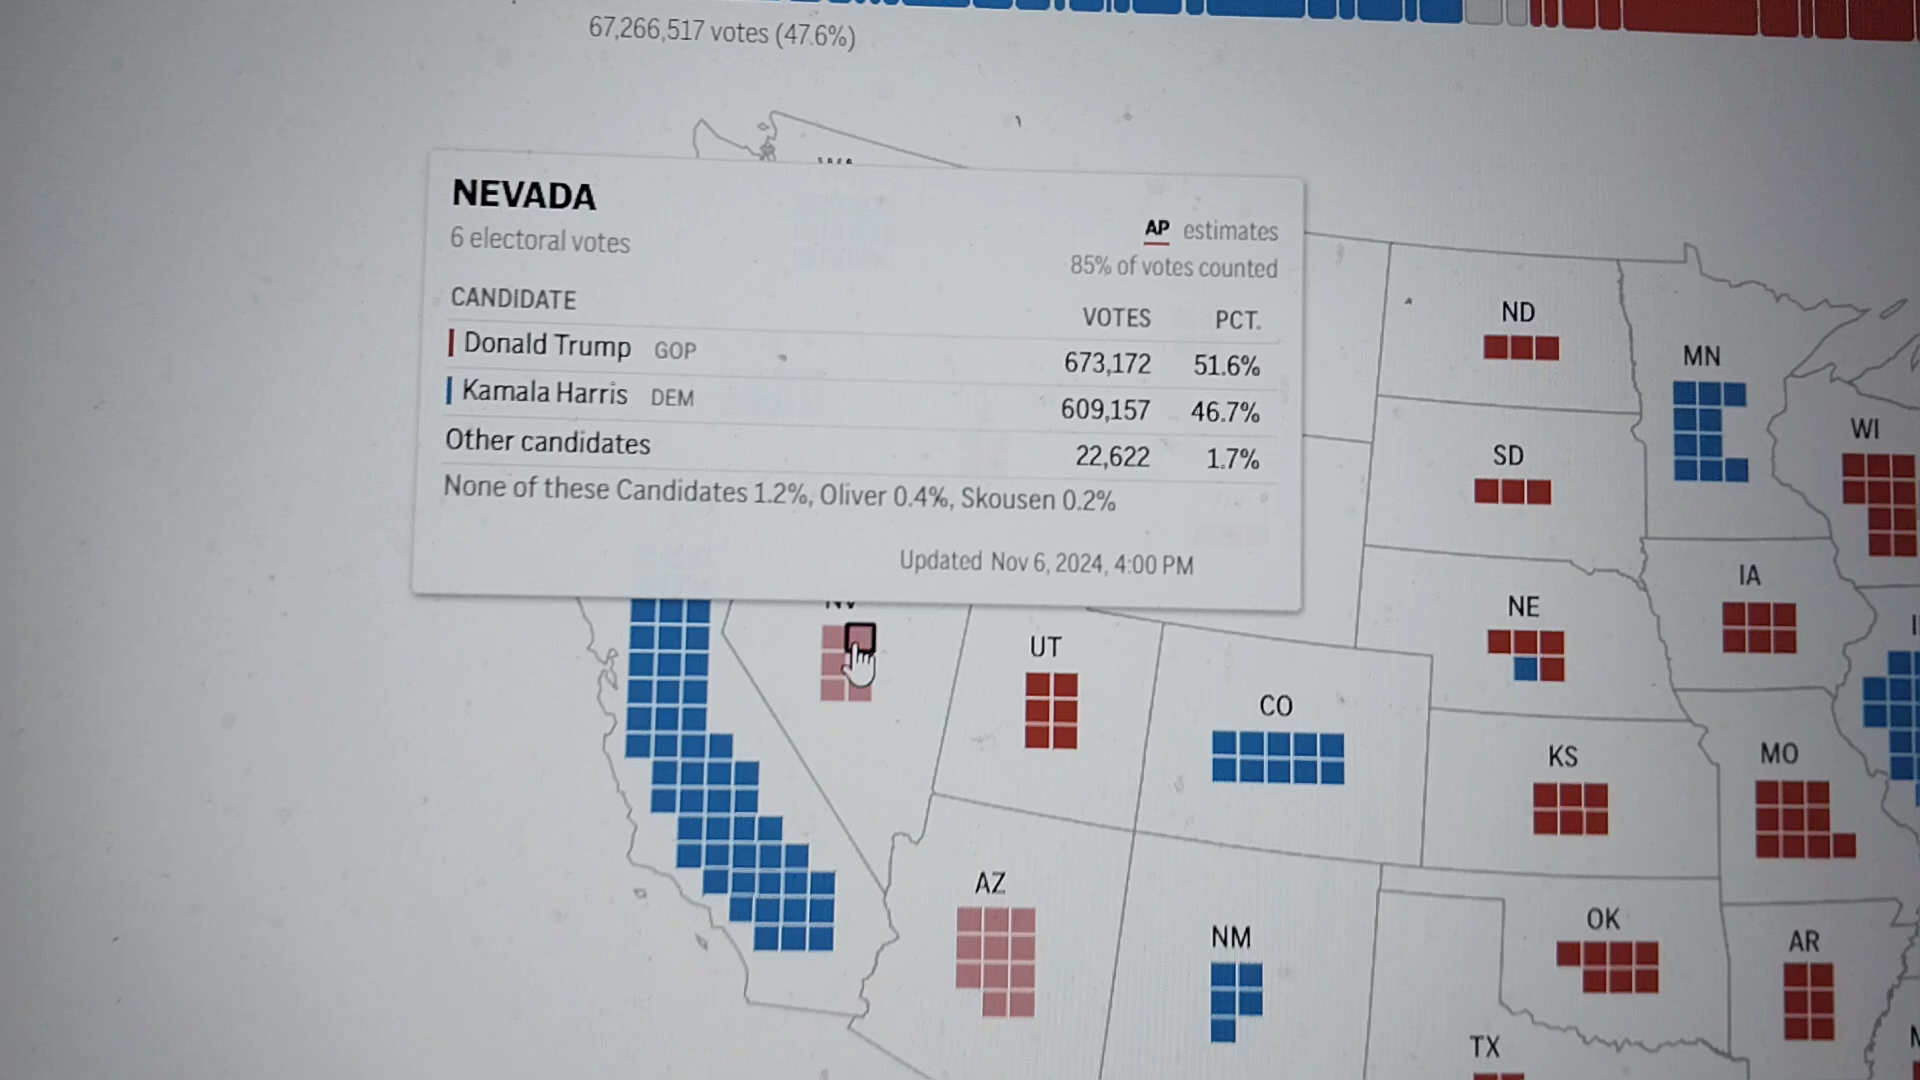 67,266,517 votes (47.6%)
NEVADA
6 electoral votes
AP estimates
85% of votes counted
CANDIDATE VOTES PCT.
Donald Trump GOP 673,172 51.6%
Kamala Harris DEM 609,157 46.7%
Other candidates 22,622 1.7%
None of these Candidates 1.2%, Oliver 0.4%, Skousen 0.2%
Updated Nov 6, 2024, 4:00 PM
ND
MN
WI
SD
IA
NE
NV
UT
CO
KS
MO
AZ
NM
OK
AR
TX